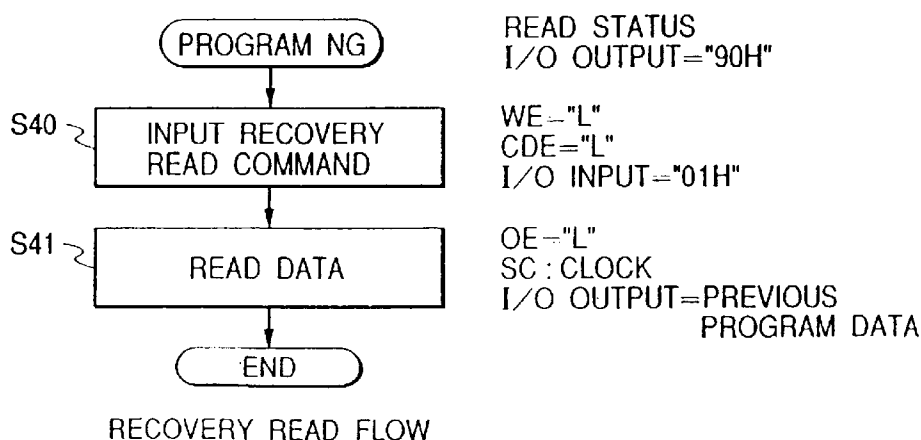 PROGRAM NG
READ STATUS
I/O OUTPUT="90H"
S40
INPUT RECOVERY
READ COMMAND
WE="L"
CDE="L"
I/O INPUT="01H"
S41
READ DATA
OE="L"
SC : CLOCK
I/O OUTPUT=PREVIOUS
PROGRAM DATA
END
RECOVERY READ FLOW